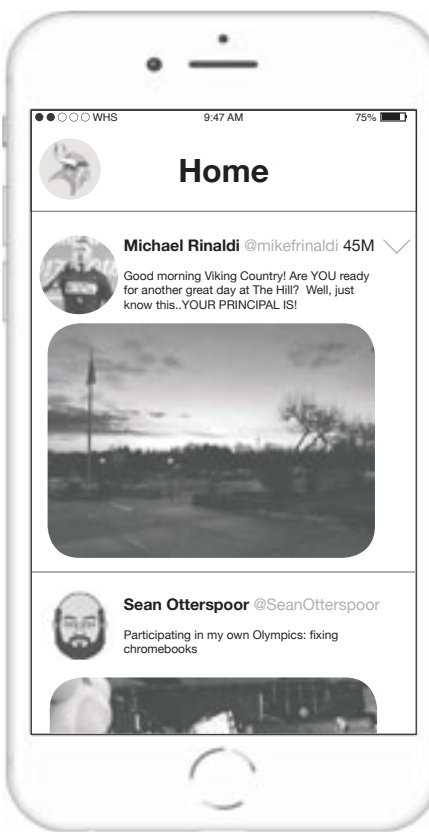 WHS 9:47 AM 75%
Home
Michael Rinaldi @mikefrinaldi 45M
Good morning Viking Country! Are YOU ready
for another great day at The Hill?  Well, just
know this..YOUR PRINCIPAL IS!
Sean Otterspoor @SeanOtterspoor
Participating in my own Olympics: fixing
chromebooks